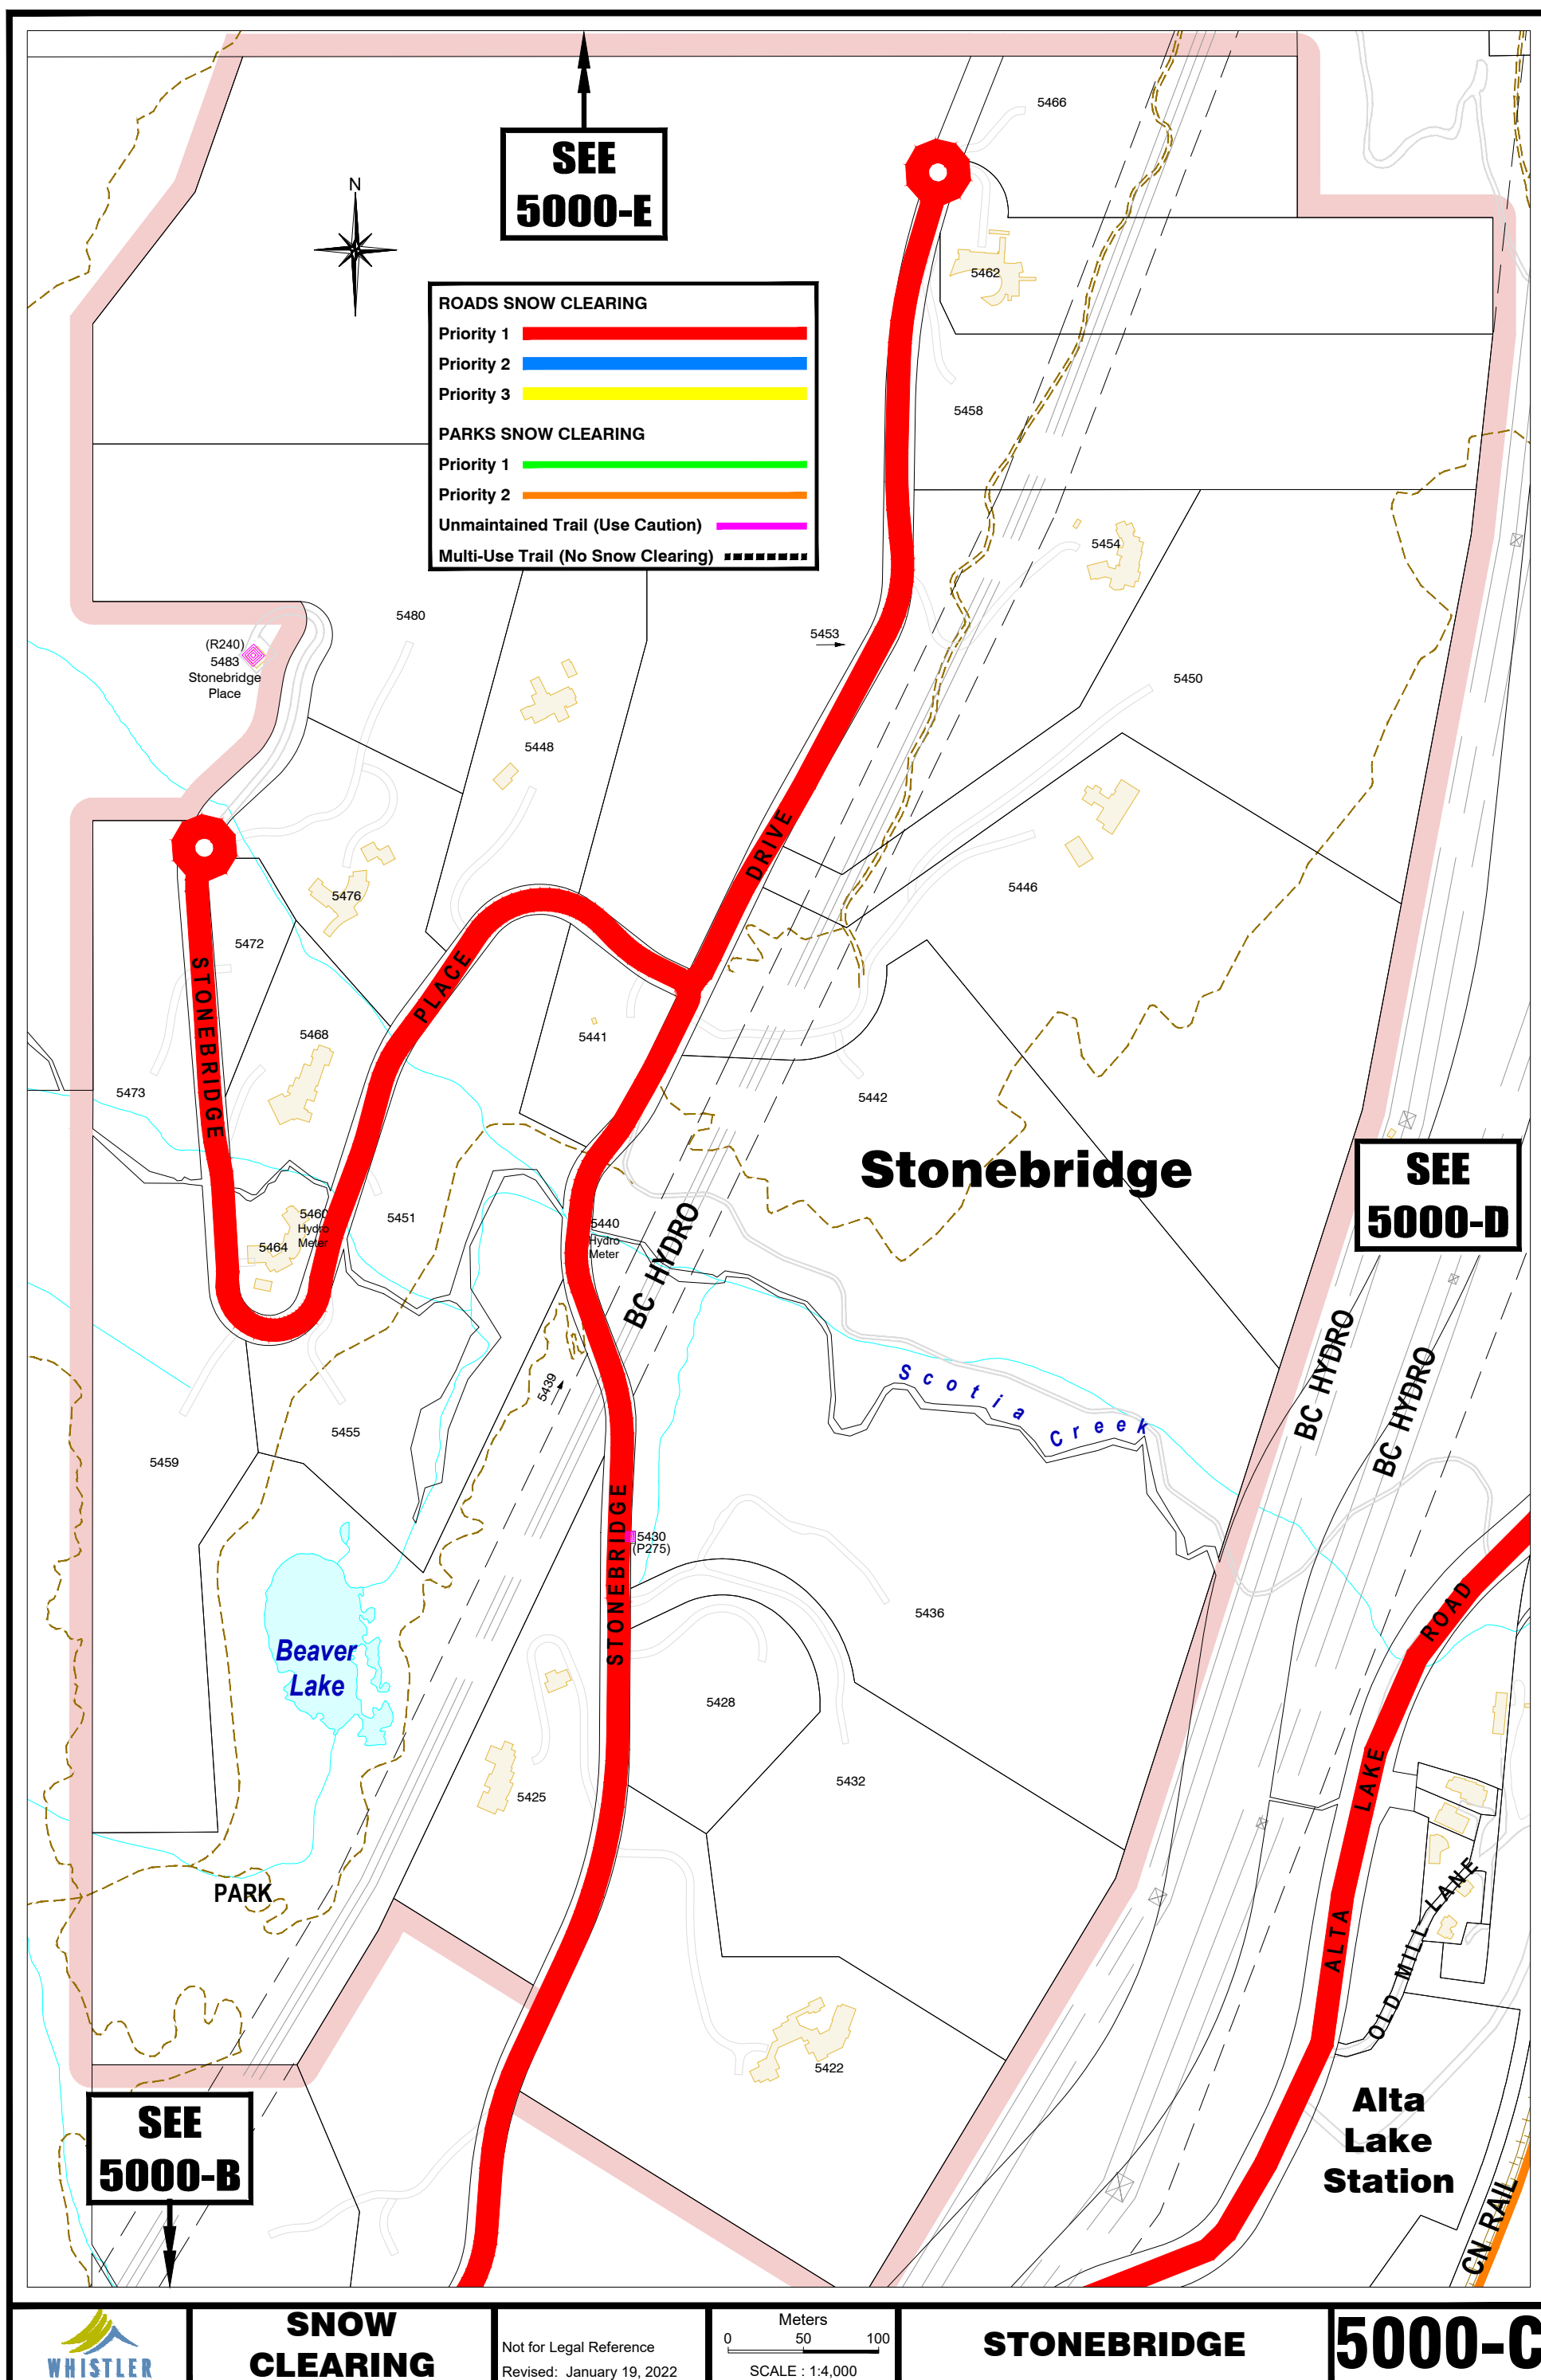 SEE
5000-E
N
ROADS SNOW CLEARING
Priority 1
Priority 2
Priority 3
PARKS SNOW CLEARING
Priority 1
Priority 2
Unmaintained Trail (Use Caution)
Multi-Use Trail (No Snow Clearing)
5466
5462
5458
5454
5453
5450
5480
(R240)
5483
Stonebridge
Place
5448
5476
5446
DRIVE
5472
PLACE
STONEBRIDGE
5468
5441
5473
5442
Stonebridge
SEE
5000-D
5460
Hydro
Meter
5464
5451
5440
Hydro
Meter
BC HYDRO
BC HYDRO
BC HYDRO
5439
Scotia
Creek
5455
5459
STONEBRIDGE
5430
(P275)
5436
ROAD
Beaver
Lake
5428
5432
5425
LAKE
ALTA
OLD MILL LANE
PARK
5422
Alta
Lake
Station
CN RAIL
SEE
5000-B
WHISTLER
SNOW
CLEARING
Not for Legal Reference
Revised: January 19, 2022
Meters
0 50 100
SCALE : 1:4,000
STONEBRIDGE
5000-C